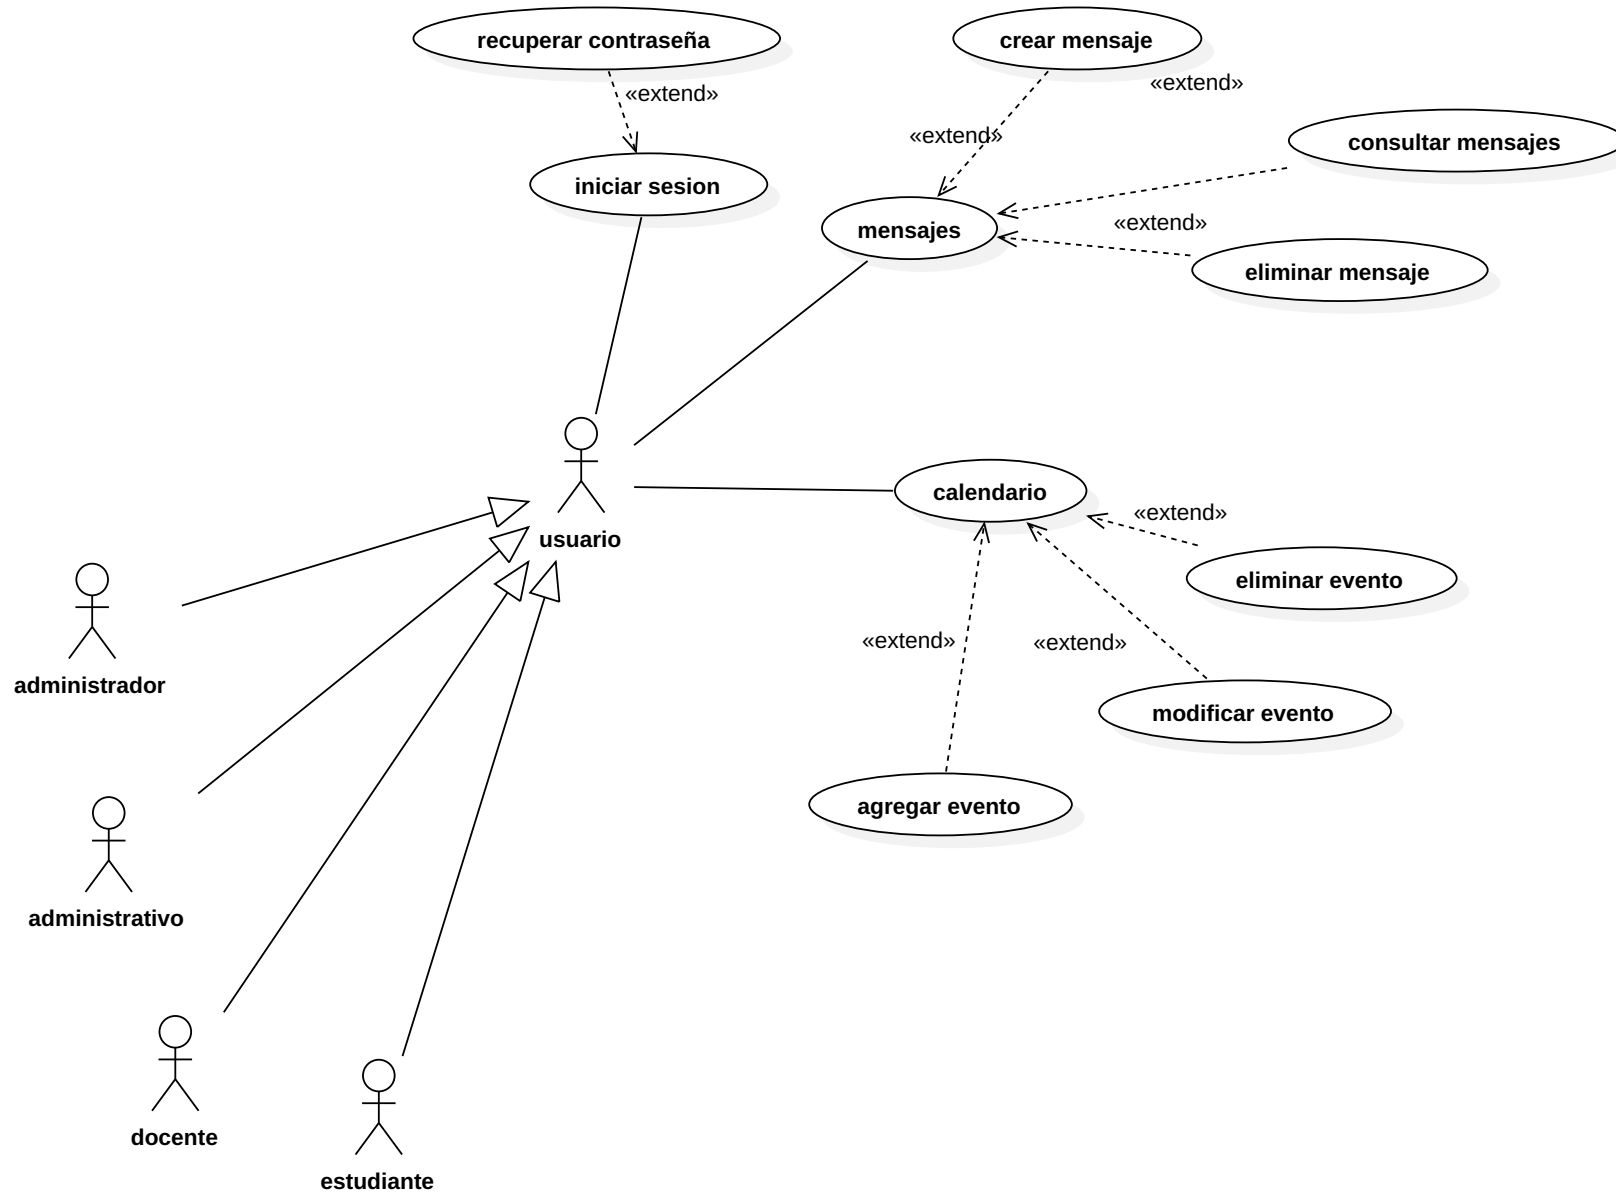 recuperar contraseña
crear mensaje
«extend»
«extend»
«extend»
consultar mensajes
iniciar sesion
mensajes
«extend»
eliminar mensaje
calendario
«extend»
usuario
eliminar evento
«extend»
«extend»
administrador
modificar evento
agregar evento
administrativo
docente
estudiante